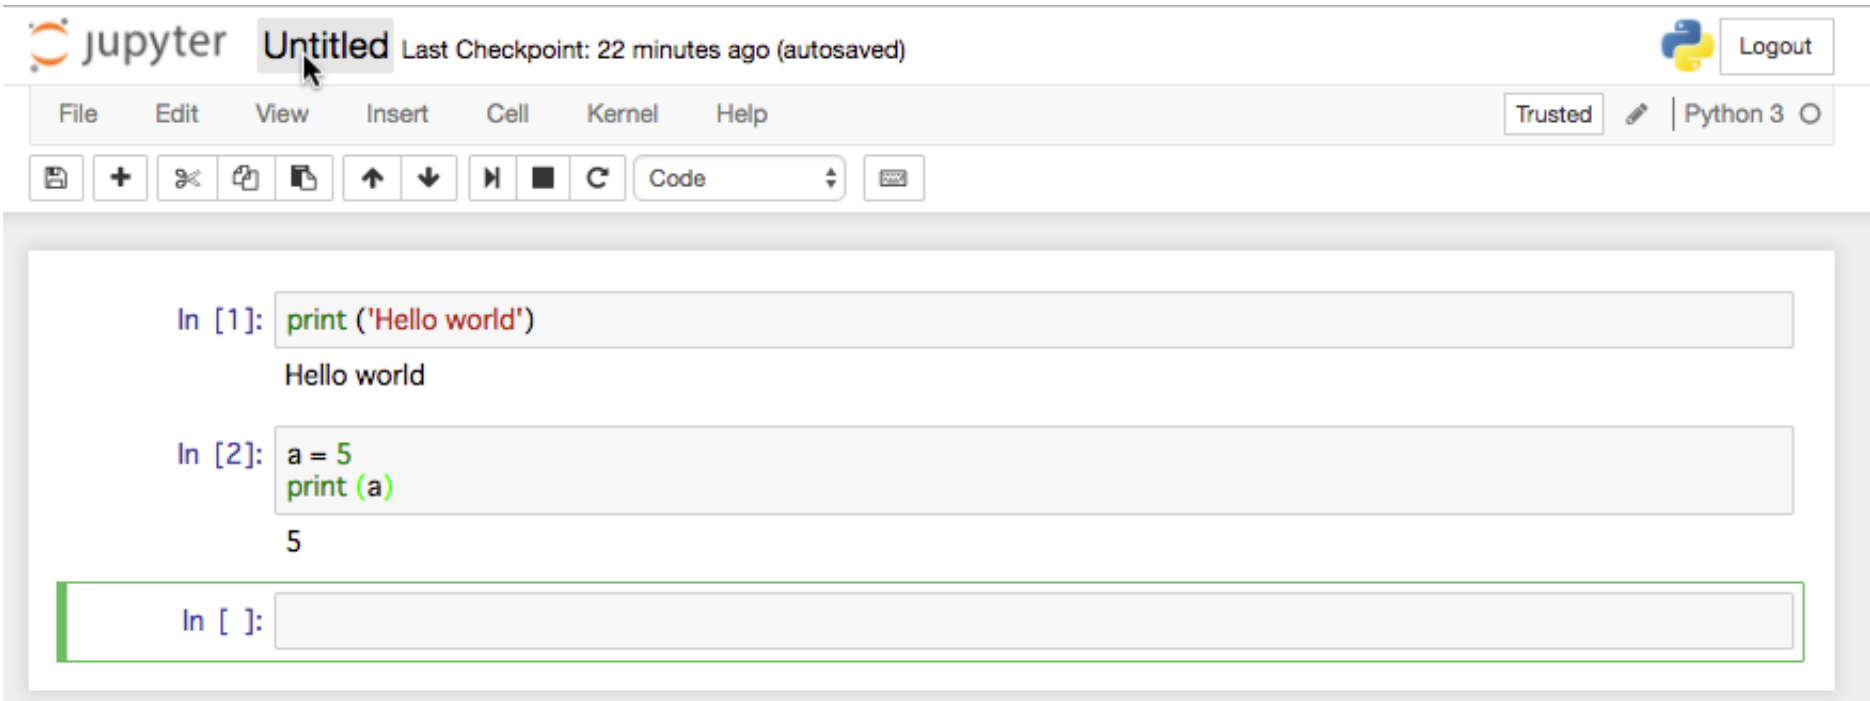 jupyter Untitled Last Checkpoint: 22 minutes ago (autosaved) Logout
File Edit View Insert Cell Kernel Help Trusted Python 3
Code
In [1]: print ('Hello world')
Hello world
In [2]: a = 5
print (a)
5
In [ ]: